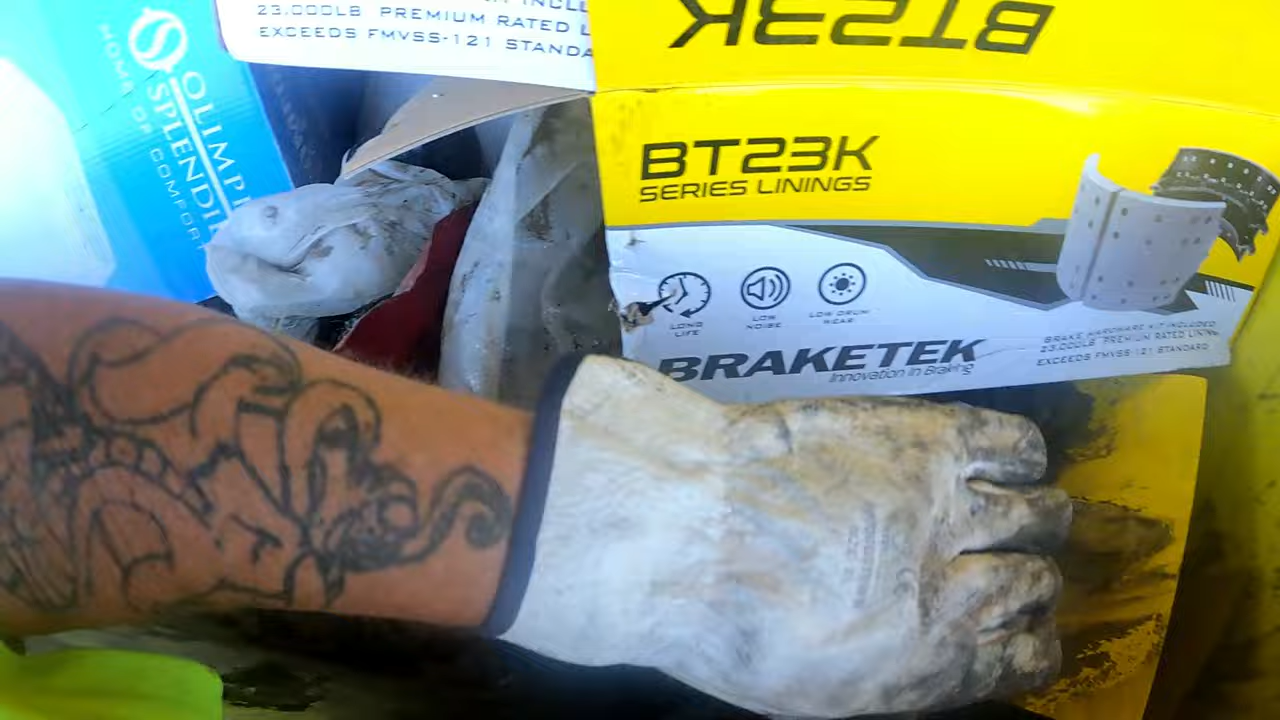 23,000LB PREMIUM RATED
EXCEEDS FMVSS-121 STANDA
OLIMPI
SPLENDI
HOME OF COMFORT
BT23K
BT23K
SERIES LININGS
LONG
LIFE
LOW
NOISE
LOW DRUM
WEAR
BRAKETEK
Innovation in Braking
BRAKE HARDWARE KIT INCLUDED
23,000LB PREMIUM RATED LINING
EXCEEDS FMVSS-121 STANDARD